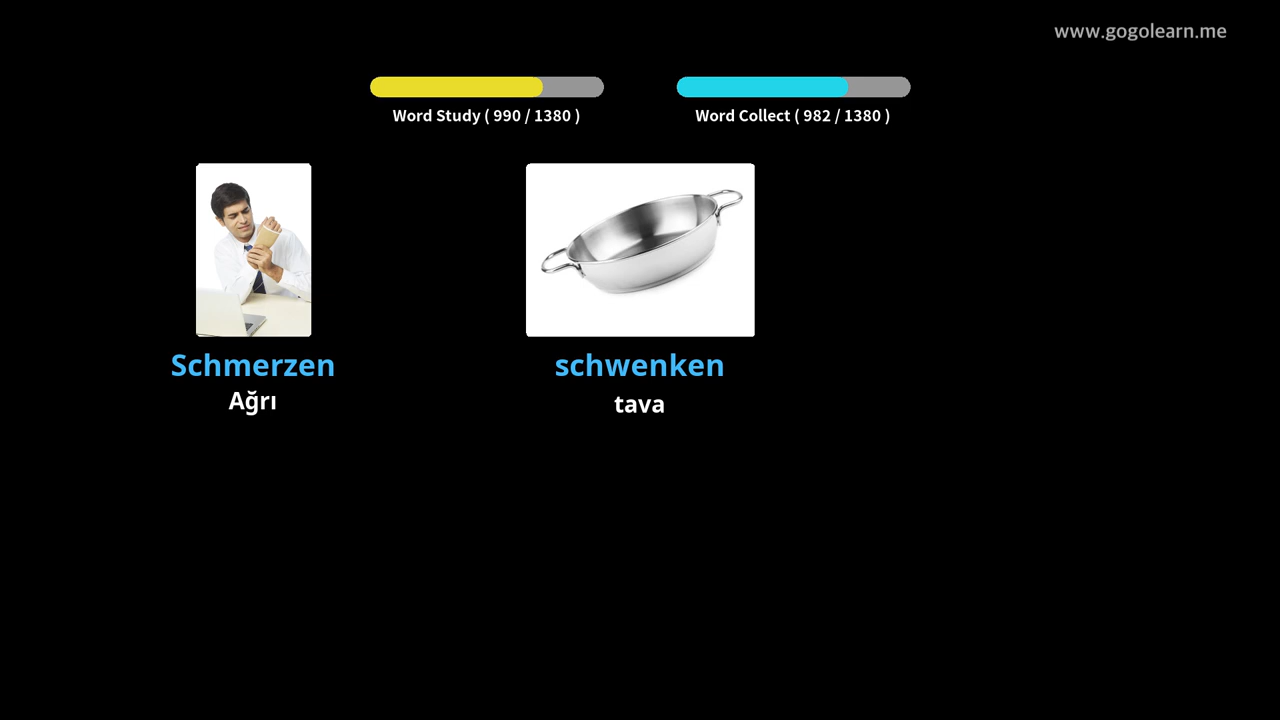 www.gogolearn.me
Word Study ( 990 / 1380 )
Word Collect ( 982 / 1380 )
Schmerzen
Ağrı
schwenken
tava